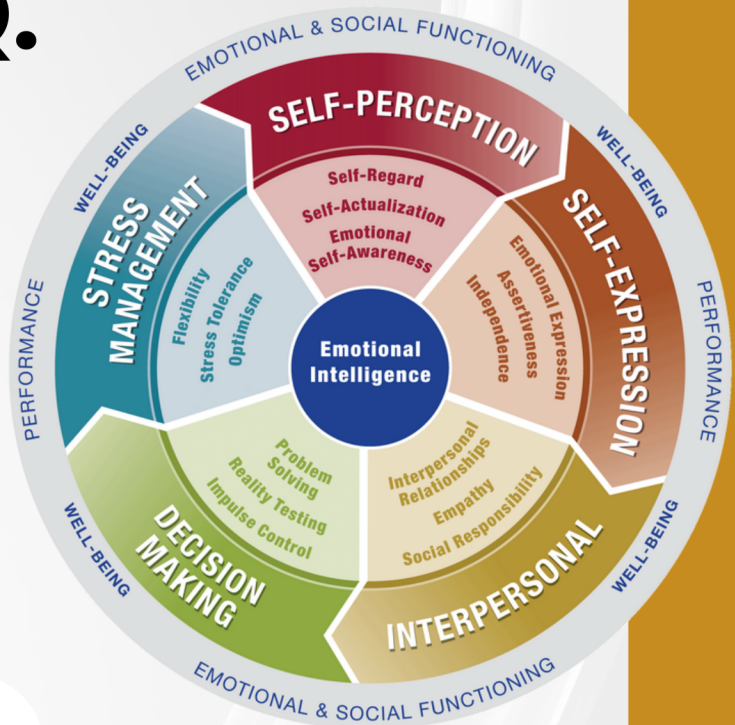 Q.
EMOTIONAL & SOCIAL FUNCTIONING
WELL-BEING
WELL-BEING
PERFORMANCE
PERFORMANCE
WELL-BEING
WELL-BEING
EMOTIONAL & SOCIAL FUNCTIONING
SELF-PERCEPTION
Self-Regard
Self-Actualization
Emotional
Self-Awareness
SELF-EXPRESSION
Emotional Expression
Assertiveness
Independence
INTERPERSONAL
Interpersonal
Relationships
Empathy
Social Responsibility
DECISION
MAKING
Problem
Solving
Reality Testing
Impulse Control
STRESS
MANAGEMENT
Flexibility
Stress Tolerance
Optimism
Emotional
Intelligence